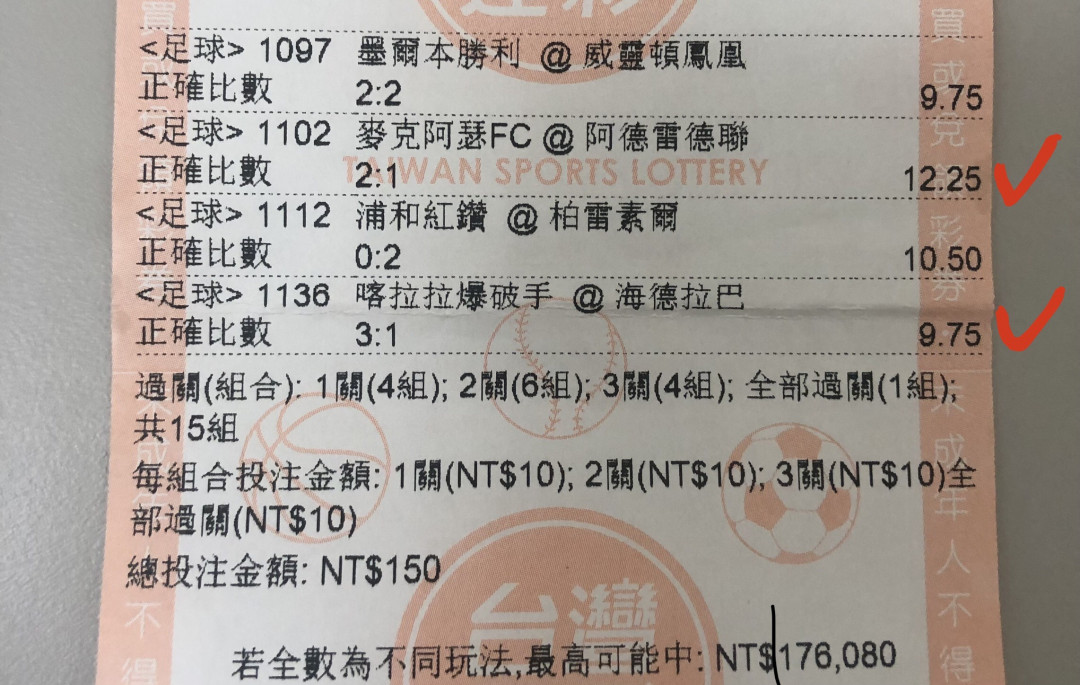 <足球> 1097 墨爾本勝利 @ 威靈頓鳳凰
正確比數 2:2 9.75
<足球> 1102 麥克阿瑟FC @ 阿德雷德聯
正確比數 2:1 12.25
TAIWAN SPORTS LOTTERY
<足球> 1112 浦和紅鑽 @ 柏雷素爾
正確比數 0:2 10.50
<足球> 1136 喀拉拉爆破手 @ 海德拉巴
正確比數 3:1 9.75
過關(組合): 1關(4組); 2關(6組); 3關(4組); 全部過關(1組);
共15組
每組合投注金額: 1關(NT$10); 2關(NT$10); 3關(NT$10)全
部過關(NT$10)
總投注金額: NT$150
台灣
若全數為不同玩法,最高可能中: NT$176,080